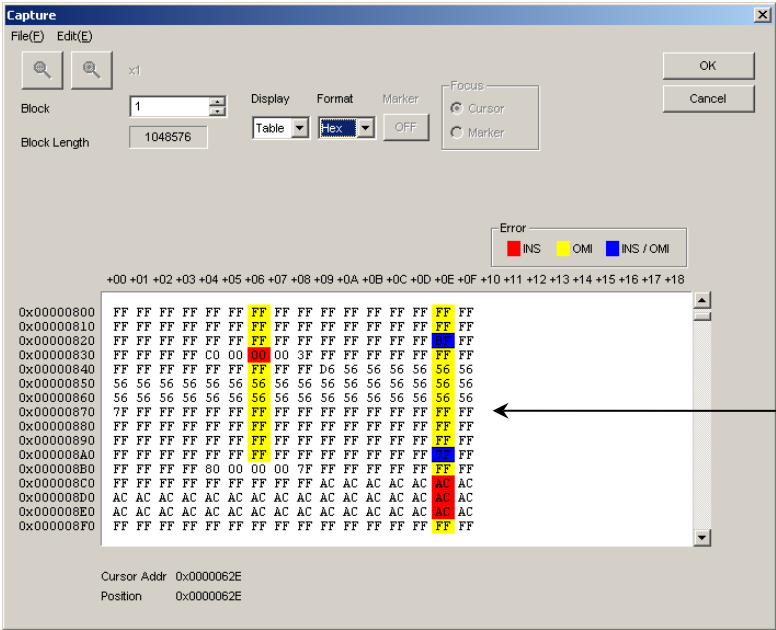 Capture
File(F) Edit(E)
x1
OK
Cancel
Block 1
Display Format Marker
Table Hex OFF
Focus
Cursor
Marker
Block Length 1048576
Error
INS OMI INS / OMI
+00 +01 +02 +03 +04 +05 +06 +07 +08 +09 +0A +0B +0C +0D +0E +0F +10 +11 +12 +13 +14 +15 +16 +17 +18
0x00000800 FF FF FF FF FF FF FF FF FF FF FF FF FF FF FF FF
0x00000810 FF FF FF FF FF FF FF FF FF FF FF FF FF FF FF FF
0x00000820 FF FF FF FF FF FF FF FF FF FF FF FF FF FF BF FF
0x00000830 FF FF FF FF C0 00 00 00 3F FF FF FF FF FF FF FF
0x00000840 FF FF FF FF FF FF FF FF FF D6 56 56 56 56 56 56
0x00000850 56 56 56 56 56 56 56 56 56 56 56 56 56 56 56 56
0x00000860 56 56 56 56 56 56 56 56 56 56 56 56 56 56 56 56
0x00000870 7F FF FF FF FF FF FF FF FF FF FF FF FF FF FF FF
0x00000880 FF FF FF FF FF FF FF FF FF FF FF FF FF FF FF FF
0x00000890 FF FF FF FF FF FF FF FF FF FF FF FF FF FF FF FF
0x000008A0 FF FF FF FF FF FF FF FF FF FF FF FF FF FF 7F FF
0x000008B0 FF FF FF FF 80 00 00 00 7F FF FF FF FF FF FF FF
0x000008C0 FF FF FF FF FF FF FF FF FF AC AC AC AC AC AC AC
0x000008D0 AC AC AC AC AC AC AC AC AC AC AC AC AC AC AC AC
0x000008E0 AC AC AC AC AC AC AC AC AC AC AC AC AC AC AC AC
0x000008F0 FF FF FF FF FF FF FF FF FF FF FF FF FF FF FF FF
Cursor Addr 0x0000062E
Position 0x0000062E